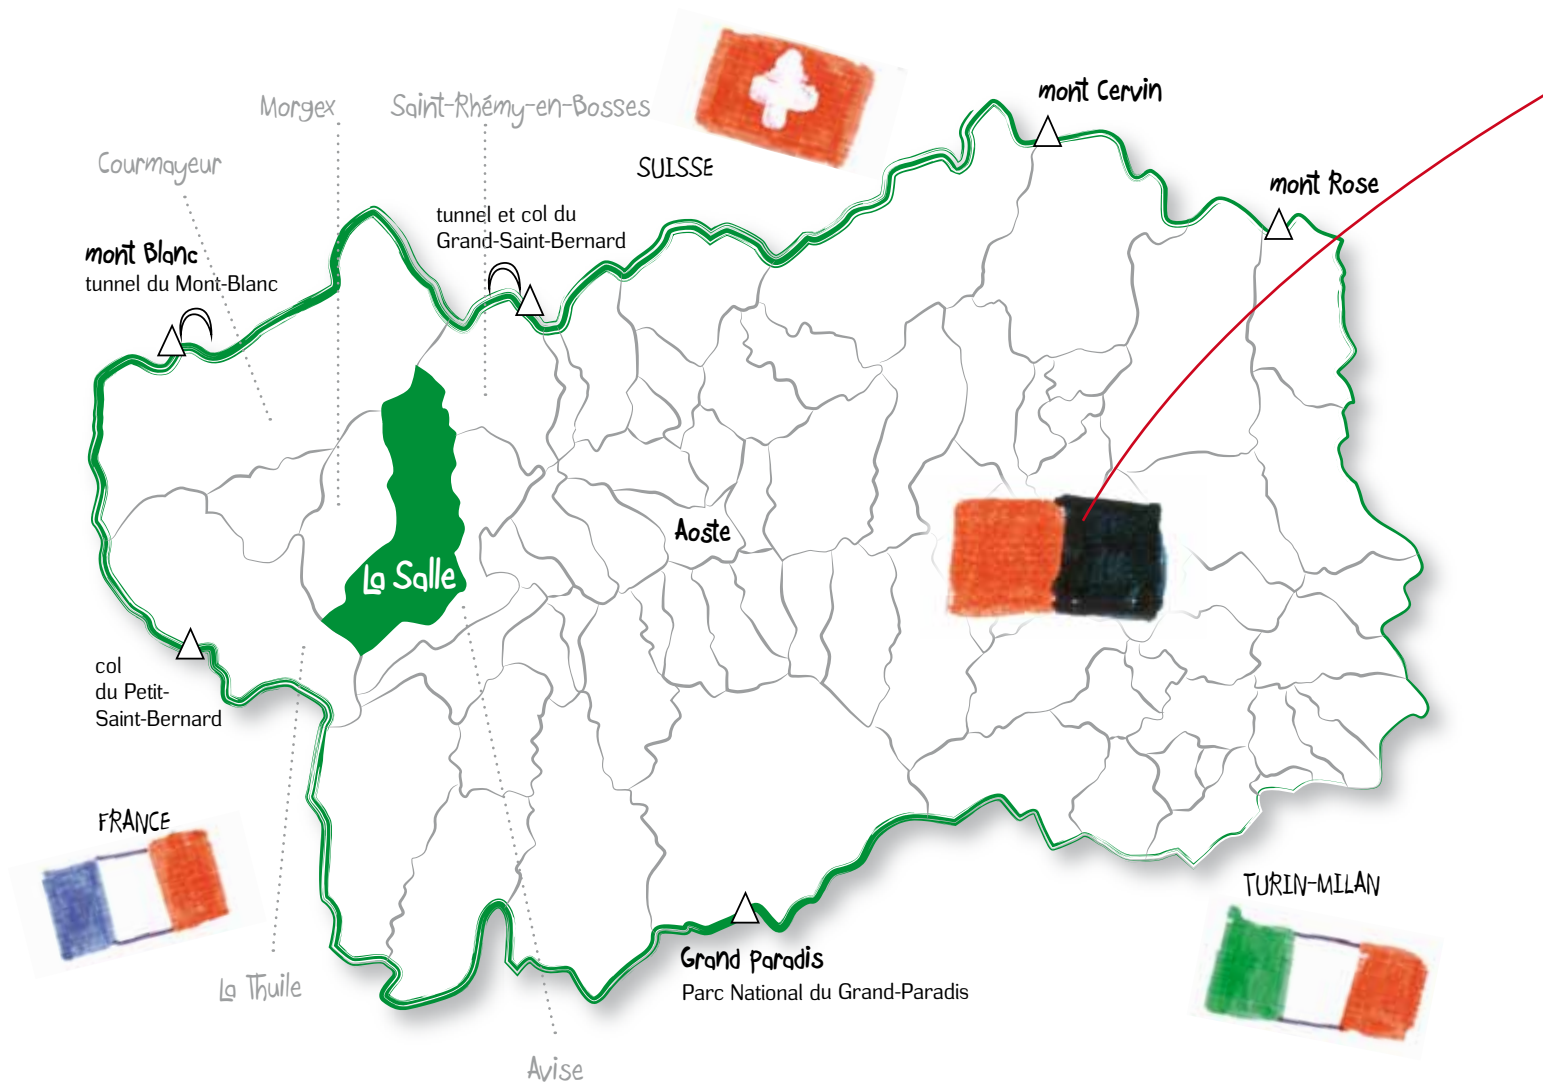 mont Cervin
Morgex
Saint-Rhémy-en-Bosses
Courmayeur
SUISSE
mont Rose
tunnel et col du
Grand-Saint-Bernard
mont Blanc
tunnel du Mont-Blanc
Aoste
La Salle
col
du Petit-
Saint-Bernard
FRANCE
TURIN-MILAN
Grand Paradis
Parc National du Grand-Paradis
La Thuile
Avise